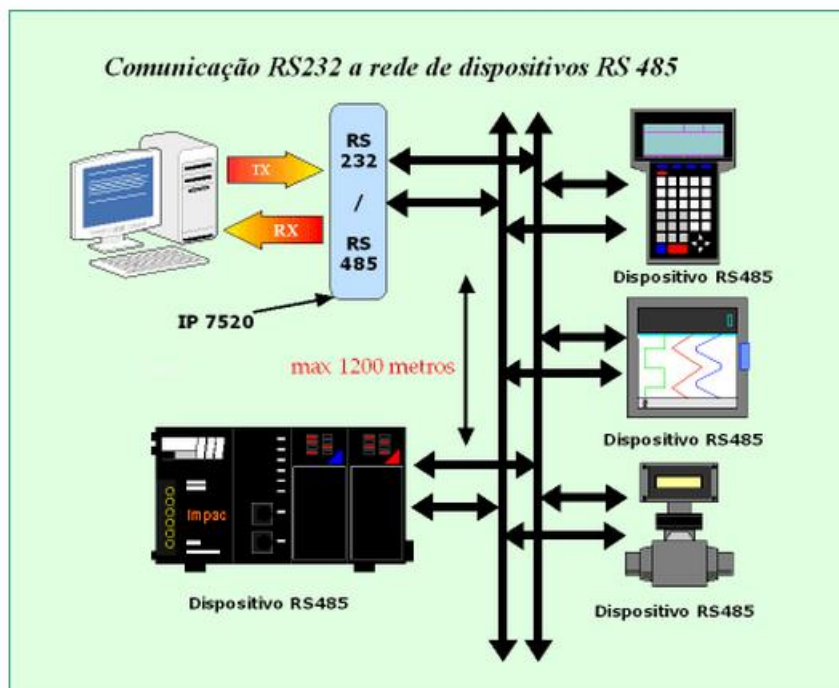 Comunicação RS232 a rede de dispositivos RS 485
TX
RX
RS
232
/
RS
485
IP 7520
max 1200 metros
Dispositivo RS485
Dispositivo RS485
Impac
Dispositivo RS485
Dispositivo RS485